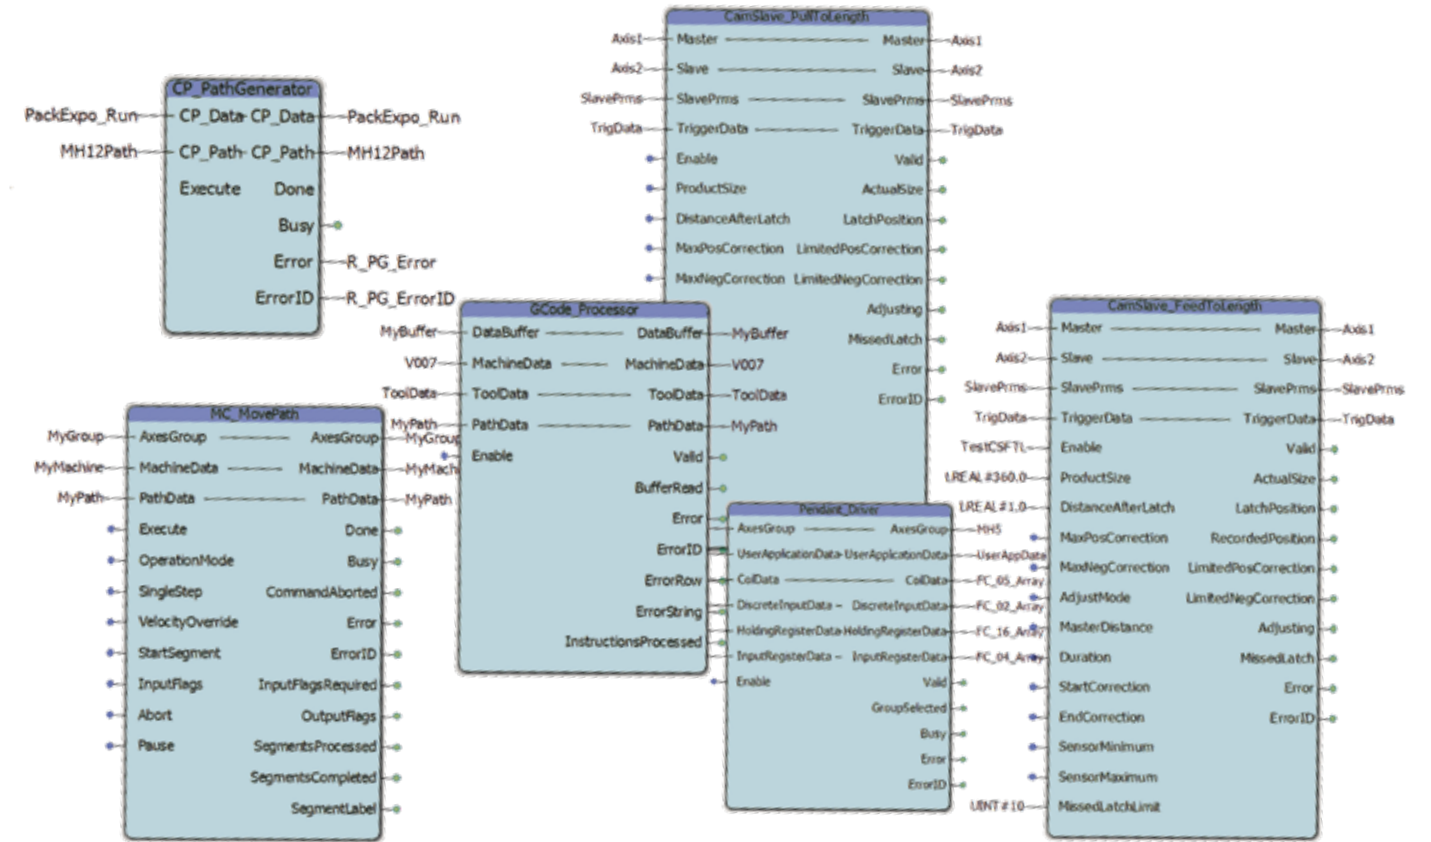 CP_PathGenerator
PackExpo_Run CP_Data CP_Data PackExpo_Run
MH12Path CP_Path CP_Path MH12Path
Execute Done
Busy
Error R_PG_Error
ErrorID R_PG_ErrorID
CamSlave_PullToLength
Axis1 Master Master Axis1
Axis2 Slave Slave Axis2
SlavePrms SlavePrms SlavePrms SlavePrms
TrigData TriggerData TriggerData TrigData
Enable Valid
ProductSize ActualSize
DistanceAfterLatch LatchPosition
MaxPosCorrection LimitedPosCorrection
MaxNegCorrection LimitedNegCorrection
Adjusting
MissedLatch
Error
ErrorID
MC_MovePath
MyGroup AxesGroup AxesGroup MyGroup
MyMachine MachineData MachineData MyMach
MyPath PathData PathData MyPath
Execute Done
OperationMode Busy
SingleStep CommandAborted
VelocityOverride Error
StartSegment ErrorID
InputFlags InputFlagsRequired
Abort OutputFlags
Pause SegmentsProcessed
SegmentsCompleted
SegmentLabel
GCode_Processor
MyBuffer DataBuffer DataBuffer MyBuffer
V007 MachineData MachineData V007
ToolData ToolData ToolData ToolData
MyPath PathData PathData MyPath
Enable Valid
BufferRead
Error
ErrorID
ErrorRow
ErrorString
InstructionsProcessed
Pendant_Driver
AxesGroup AxesGroup MH5
UserApplicationData UserApplicationData UserAppData
CoilData CoilData FC_05_Array
DiscreteInputData DiscreteInputData FC_02_Array
HoldingRegisterData HoldingRegisterData FC_16_Array
InputRegisterData InputRegisterData FC_04_Array
Enable Valid
GroupSelected
Busy
Error
ErrorID
CamSlave_FeedToLength
Axis1 Master Master Axis1
Axis2 Slave Slave Axis2
SlavePrms SlavePrms SlavePrms SlavePrms
TrigData TriggerData TriggerData TrigData
TestCSFTL Enable Valid
LREAL#360.0 ProductSize ActualSize
LREAL#1.0 DistanceAfterLatch LatchPosition
MaxPosCorrection RecordedPosition
MaxNegCorrection LimitedPosCorrection
AdjustMode LimitedNegCorrection
MasterDistance Adjusting
Duration MissedLatch
StartCorrection Error
EndCorrection ErrorID
SensorMinimum
SensorMaximum
UINT#10 MissedLatchLimit